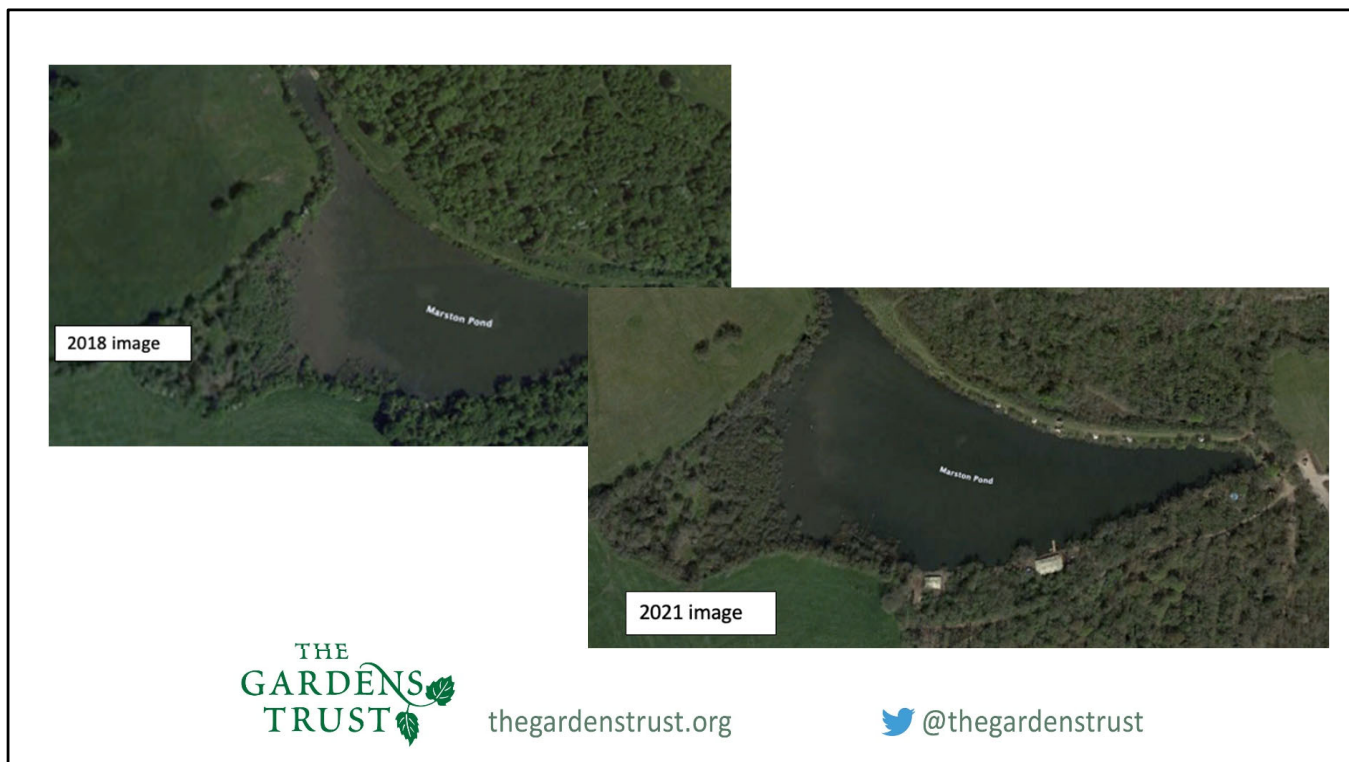 Marston Pond
2018 image
Marston Pond
2021 image
THE
GARDENS
TRUST
thegardenstrust.org
@thegardenstrust